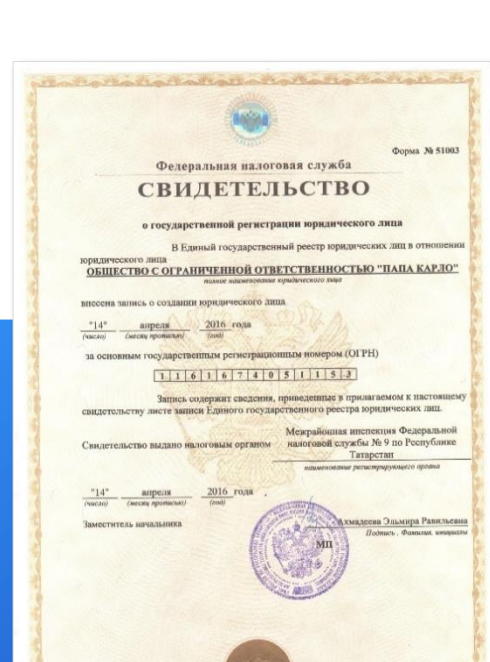 Форма № 51003
Федеральная налоговая служба
СВИДЕТЕЛЬСТВО
о государственной регистрации юридического лица
В Единый государственный реестр юридических лиц в отношении
юридического лица
ОБЩЕСТВО С ОГРАНИЧЕННОЙ ОТВЕТСТВЕННОСТЬЮ "ПАПА КАРЛО"
полное наименование юридического лица
внесена запись о создании юридического лица
"14" апреля 2016 года
(число) (месяц прописью) (год)
за основным государственным регистрационным номером (ОГРН)
1 1 6 1 6 7 4 0 5 1 1 5 3
Запись содержит сведения, приведенные в прилагаемом к настоящему
свидетельству листе записи Единого государственного реестра юридических лиц.
Свидетельство выдано налоговым органом
Межрайонная инспекция Федеральной
налоговой службы № 9 по Республике
Татарстан
наименование регистрирующего органа
"14" апреля 2016 года
(число) (месяц прописью) (год)
Заместитель начальника
Ахмадеева Эльмира Равильевна
Подпись , Фамилия, инициалы
МП